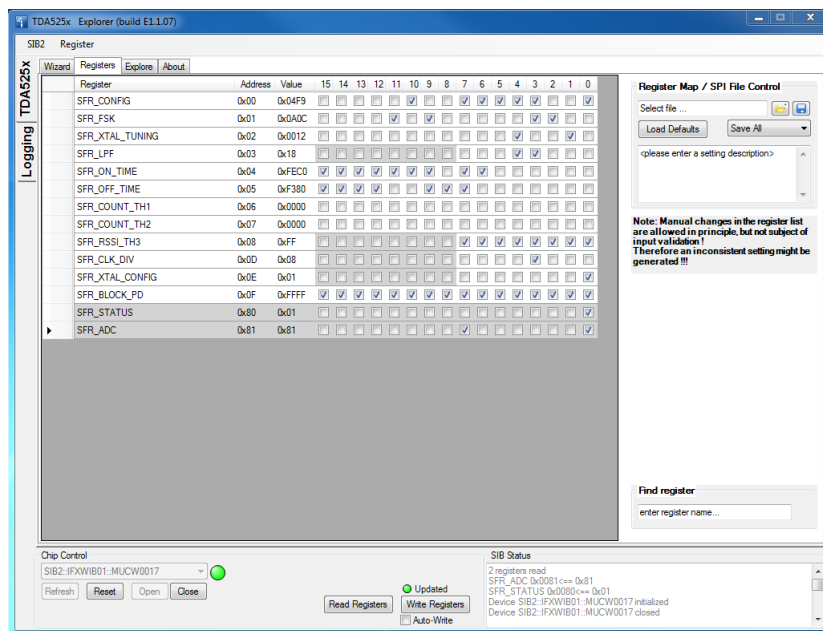 TDA525x Explorer (build E1.1.07)
SIB2 Register
TDA525x
Logging
Wizard Registers Explore About
Register Address Value 15 14 13 12 11 10 9 8 7 6 5 4 3 2 1 0
SFR_CONFIG 0x00 0x04F9
SFR_FSK 0x01 0x0A0C
SFR_XTAL_TUNING 0x02 0x0012
SFR_LPF 0x03 0x18
SFR_ON_TIME 0x04 0xFEC0
SFR_OFF_TIME 0x05 0xF380
SFR_COUNT_TH1 0x06 0x0000
SFR_COUNT_TH2 0x07 0x0000
SFR_RSSI_TH3 0x08 0xFF
SFR_CLK_DIV 0x0D 0x08
SFR_XTAL_CONFIG 0x0E 0x01
SFR_BLOCK_PD 0x0F 0xFFFF
SFR_STATUS 0x80 0x01
SFR_ADC 0x81 0x81
Register Map / SPI File Control
Select file ...
Load Defaults Save All
<please enter a setting description>
Note: Manual changes in the register list
are allowed in principle, but not subject of
input validation !
Therefore an inconsistent setting might be
generated !!!
Find register
enter register name...
Chip Control
SIB2::IFXWIB01::MUCW0017
Refresh Reset Open Close
Updated
Read Registers Write Registers
Auto-Write
SIB Status
2 registers read
SFR_ADC 0x0081<== 0x81
SFR_STATUS 0x0080<== 0x01
Device SIB2::IFXWIB01::MUCW0017 initialized
Device SIB2::IFXWIB01::MUCW0017 closed